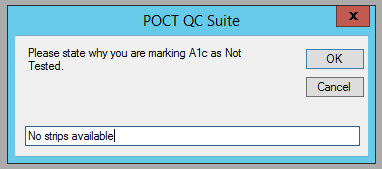 POCT QC Suite
x
Please state why you are marking A1c as Not
Tested.
OK
Cancel
No strips available